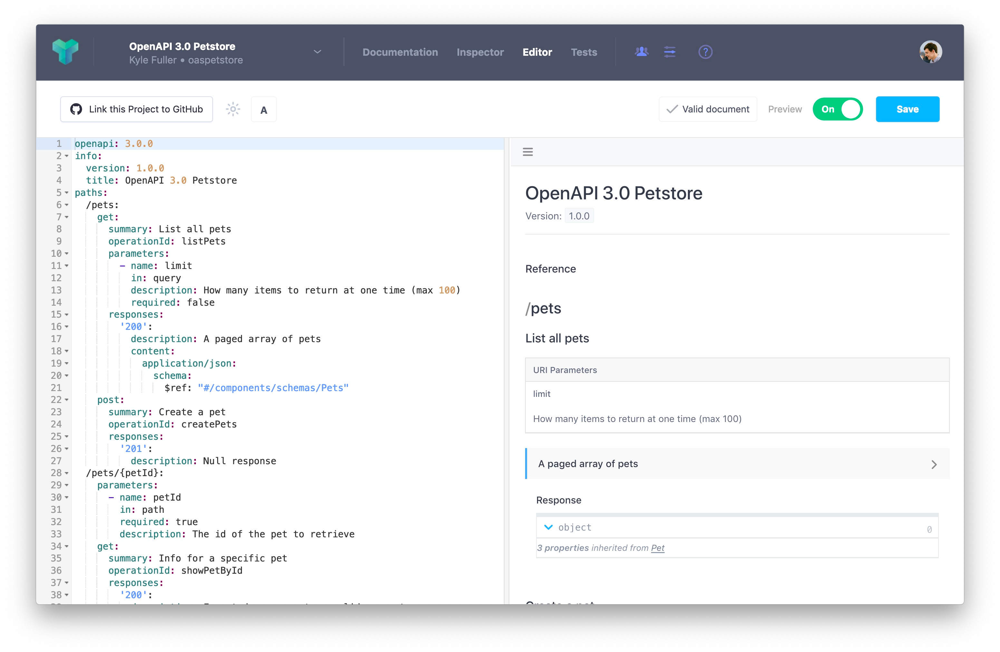 OpenAPI 3.0 Petstore
Kyle Fuller • oaspetstore
Documentation Inspector Editor Tests
?
Link this Project to GitHub
A
Valid document
Preview
On
Save
1 openapi: 3.0.0
2 info:
3 version: 1.0.0
4 title: OpenAPI 3.0 Petstore
5 paths:
6 /pets:
7 get:
8 summary: List all pets
9 operationId: listPets
10 parameters:
11 - name: limit
12 in: query
13 description: How many items to return at one time (max 100)
14 required: false
15 responses:
16 '200':
17 description: A paged array of pets
18 content:
19 application/json:
20 schema:
21 $ref: "#/components/schemas/Pets"
22 post:
23 summary: Create a pet
24 operationId: createPets
25 responses:
26 '201':
27 description: Null response
28 /pets/{petId}:
29 parameters:
30 - name: petId
31 in: path
32 required: true
33 description: The id of the pet to retrieve
34 get:
35 summary: Info for a specific pet
36 operationId: showPetById
37 responses:
38 '200':
OpenAPI 3.0 Petstore
Version: 1.0.0
Reference
/pets
List all pets
URI Parameters
limit
How many items to return at one time (max 100)
A paged array of pets
Response
object 0
3 properties inherited from Pet
Create a pet